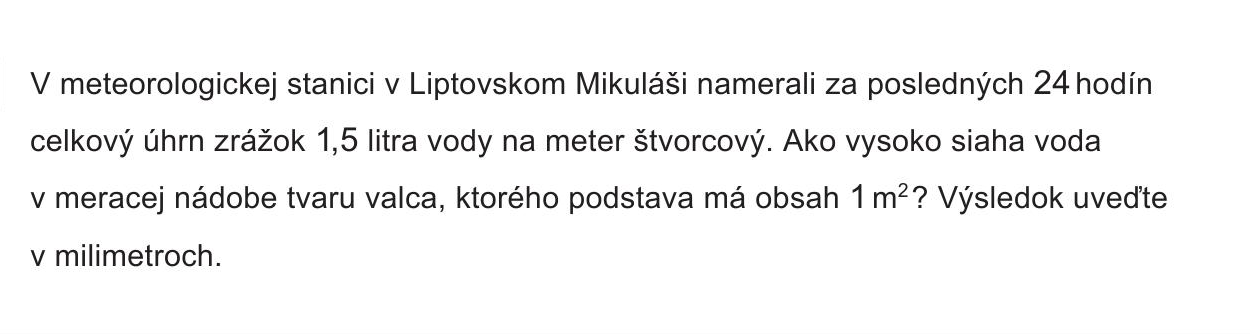 V meteorologickej stanici v Liptovskom Mikuláši namerali za posledných 24 hodín
celkový úhrn zrážok 1,5 litra vody na meter štvorcový. Ako vysoko siaha voda
v meracej nádobe tvaru valca, ktorého podstava má obsah 1 m²? Výsledok uveďte
v milimetroch.